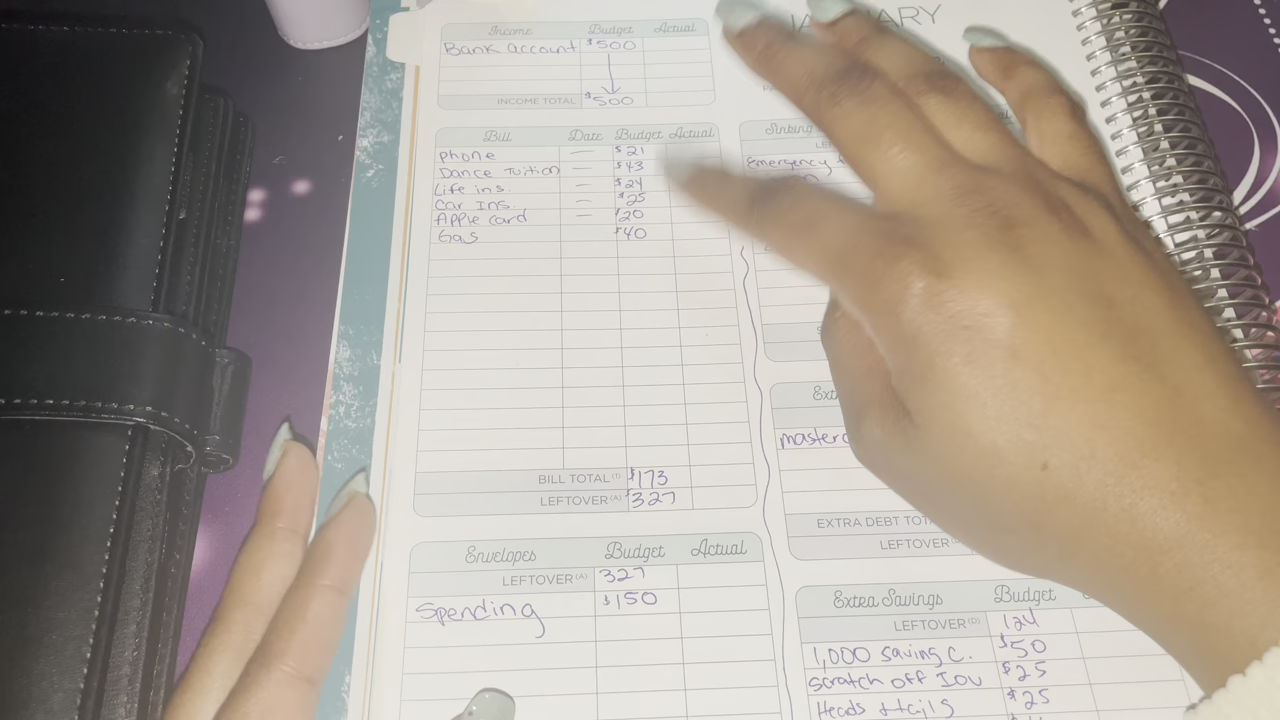 Income Budget Actual
Bank account $500
INCOME TOTAL $500
Bill Date Budget Actual
Phone — $21
Dance Tuition — $43
Life ins. — $24
Car Ins. — $25
Apple card — $20
Gas $40
BILL TOTAL (1) $173
LEFTOVER (A) $327
Envelopes Budget Actual
LEFTOVER (A) 327
Spending $150
Sinking
Emergency
EXTRA DEBT
LEFTOVER
Extra Savings Budget
LEFTOVER (D) 124
1,000 saving c. $50
Scratch off IOU $25
Heads & tails $25